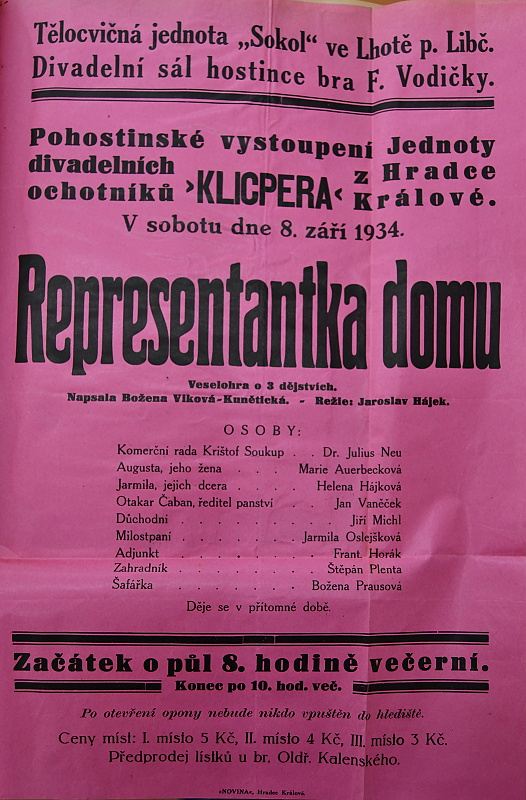 Tělocvičná jednota „Sokol“ ve Lhotě p. Libč.
Divadelní sál hostince bra F. Vodičky.
Pohostinské vystoupení Jednoty
divadelních z Hradce
ochotníků ›KLICPERA‹ Králové.
V sobotu dne 8. září 1934.
Representantka domu
Veselohra o 3 dějstvích.
Napsala Božena Viková-Kunětická. - Režie: Jaroslav Hájek.
OSOBY:
Komerční rada Krištof Soukup . . Dr. Julius Neu
Augusta, jeho žena . . . Marie Auerbecková
Jarmila, jejich dcera . . . . Helena Hájková
Otakar Čaban, ředitel panství . . Jan Vaněček
Důchodní . . . . . . . . Jiří Michl
Milostpaní . . . . . . Jarmila Oslejšková
Adjunkt . . . . . . Frant. Horák
Zahradník . . . . . . . Štěpán Plenta
Šafářka . . . . . . . Božena Prausová
Děje se v přítomné době.
Začátek o půl 8. hodině večerní.
Konec po 10. hod. več.
Po otevření opony nebude nikdo vpuštěn do hlediště.
Ceny míst: I. místo 5 Kč, II. místo 4 Kč, III. místo 3 Kč.
Předprodej lístků u br. Oldř. Kalenského.
»NOVINA«, Hradec Králové.